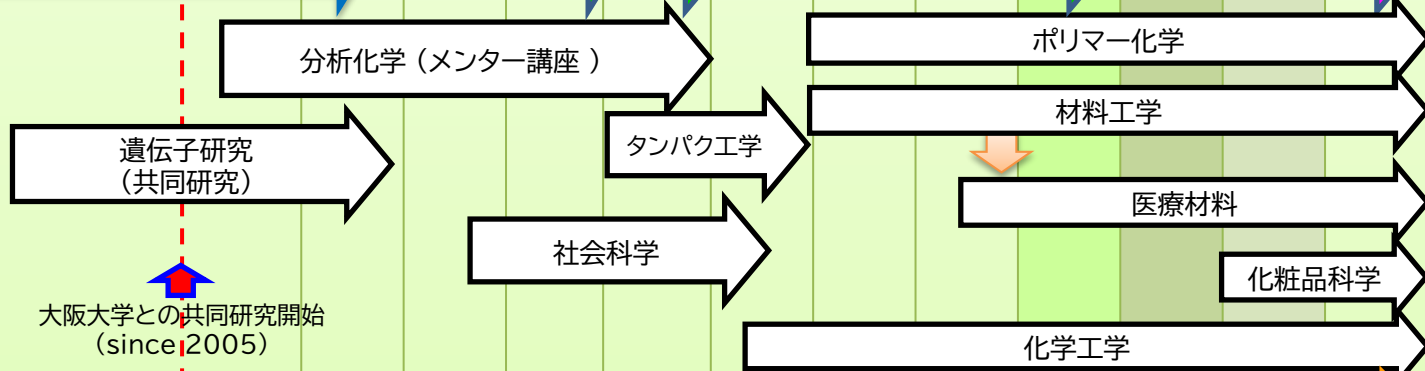 分析化学（メンター講座 ）
ポリマー化学
材料工学
遺伝子研究
（共同研究）
タンパク工学
医療材料
社会科学
化粧品科学
大阪大学との共同研究開始
（since 2005）
化学工学